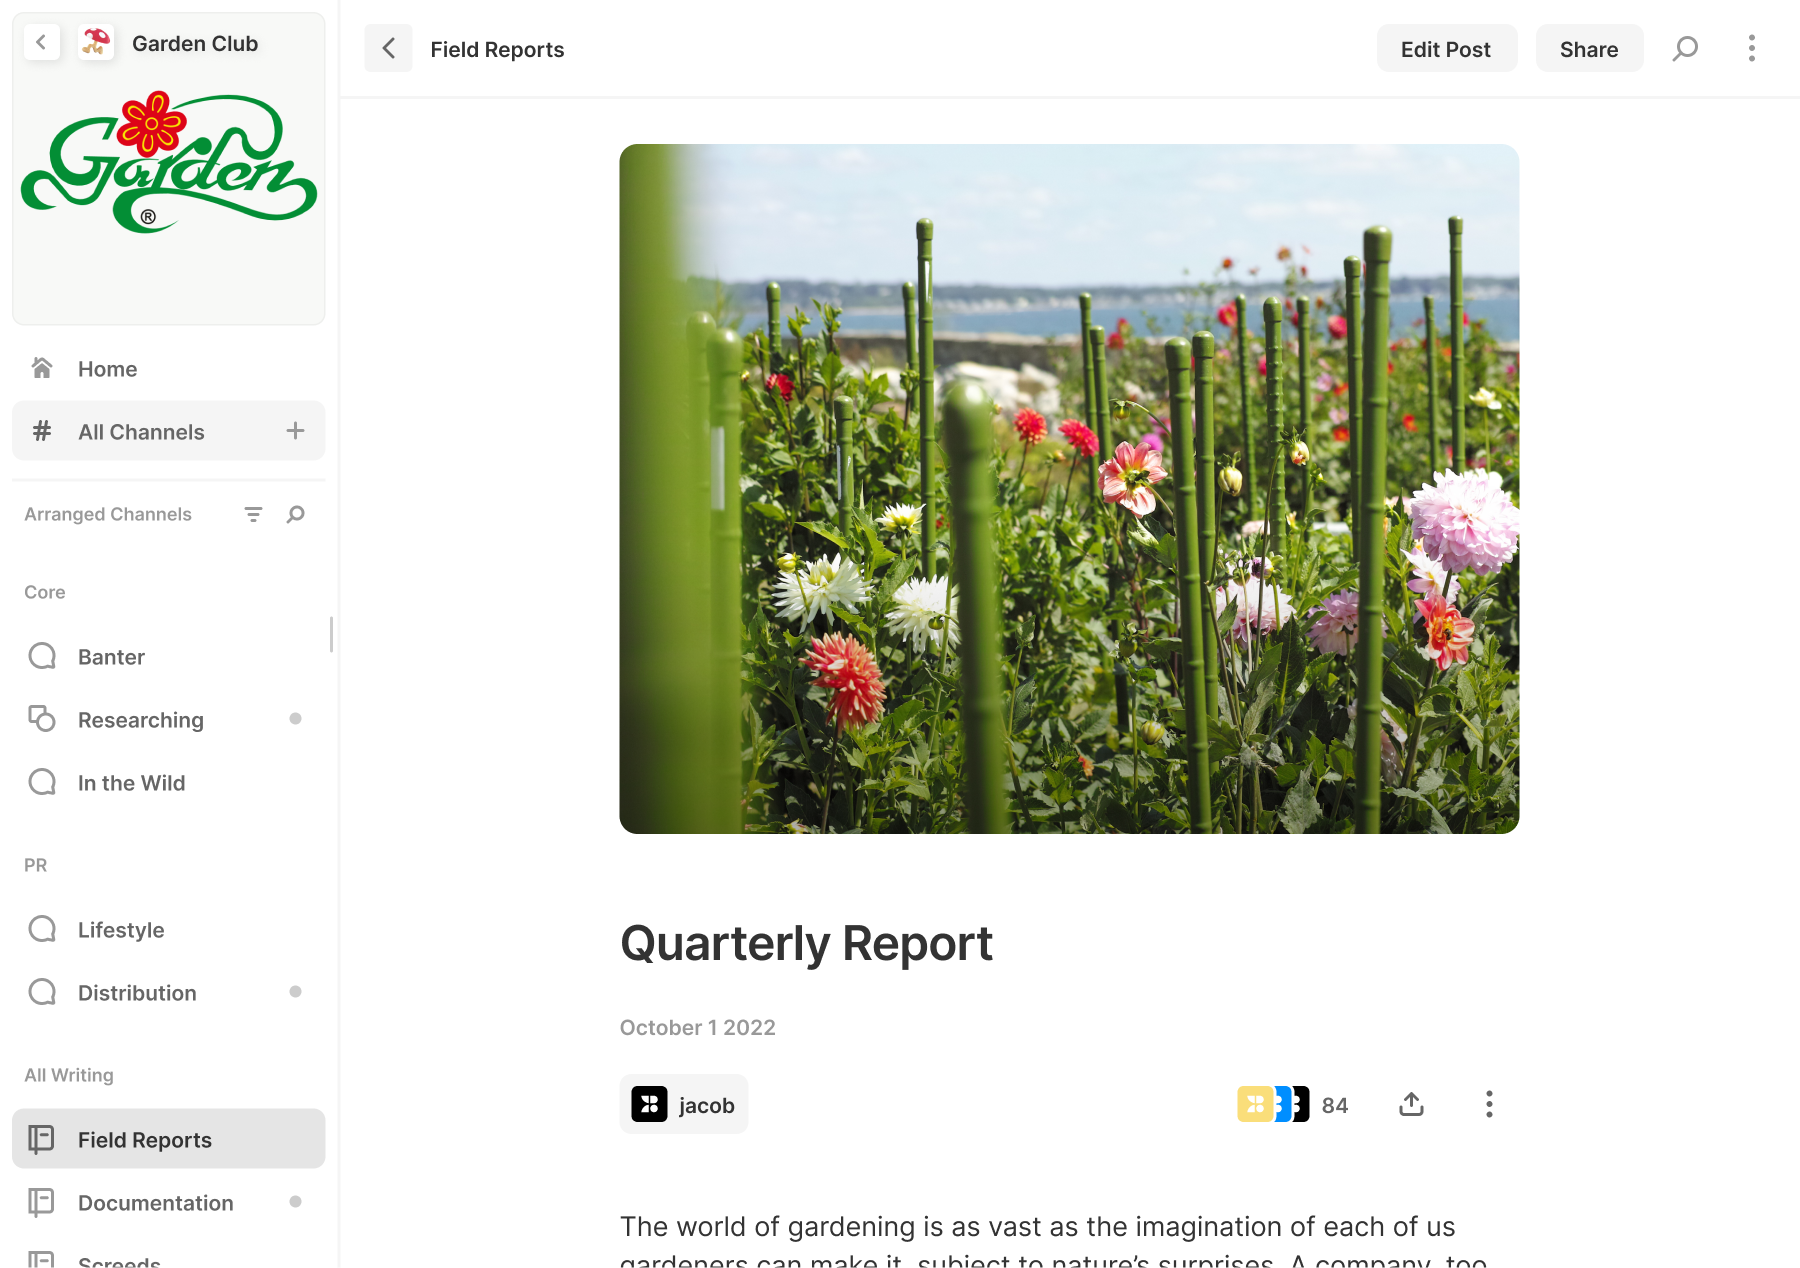 Garden Club
Garden
®
Home
# All Channels
Arranged Channels
Core
Banter
Researching
In the Wild
PR
Lifestyle
Distribution
All Writing
Field Reports
Documentation
Screeds
Field Reports
Edit Post
Share
Quarterly Report
October 1 2022
jacob
84
The world of gardening is as vast as the imagination of each of us
gardeners can make it, subject to nature’s surprises. A company, too